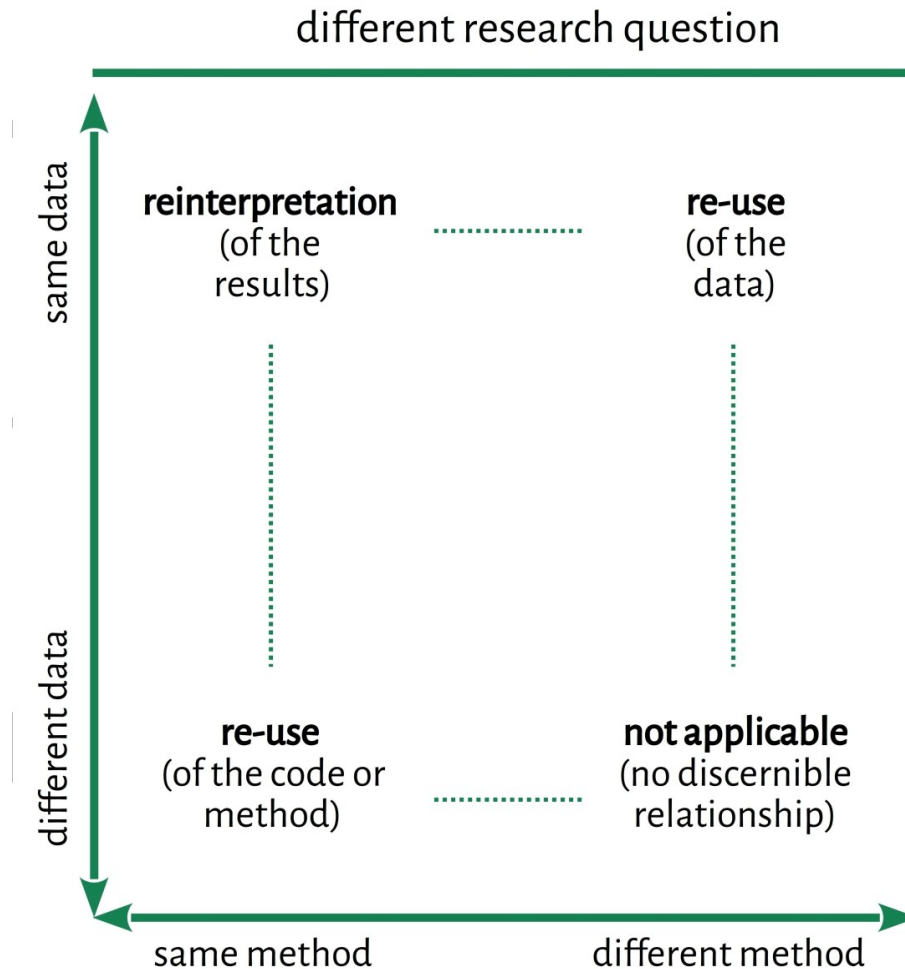 different research question
same data
reinterpretation
(of the
results)
re-use
(of the
data)
different data
re-use
(of the code or
method)
not applicable
(no discernible
relationship)
same method
different method